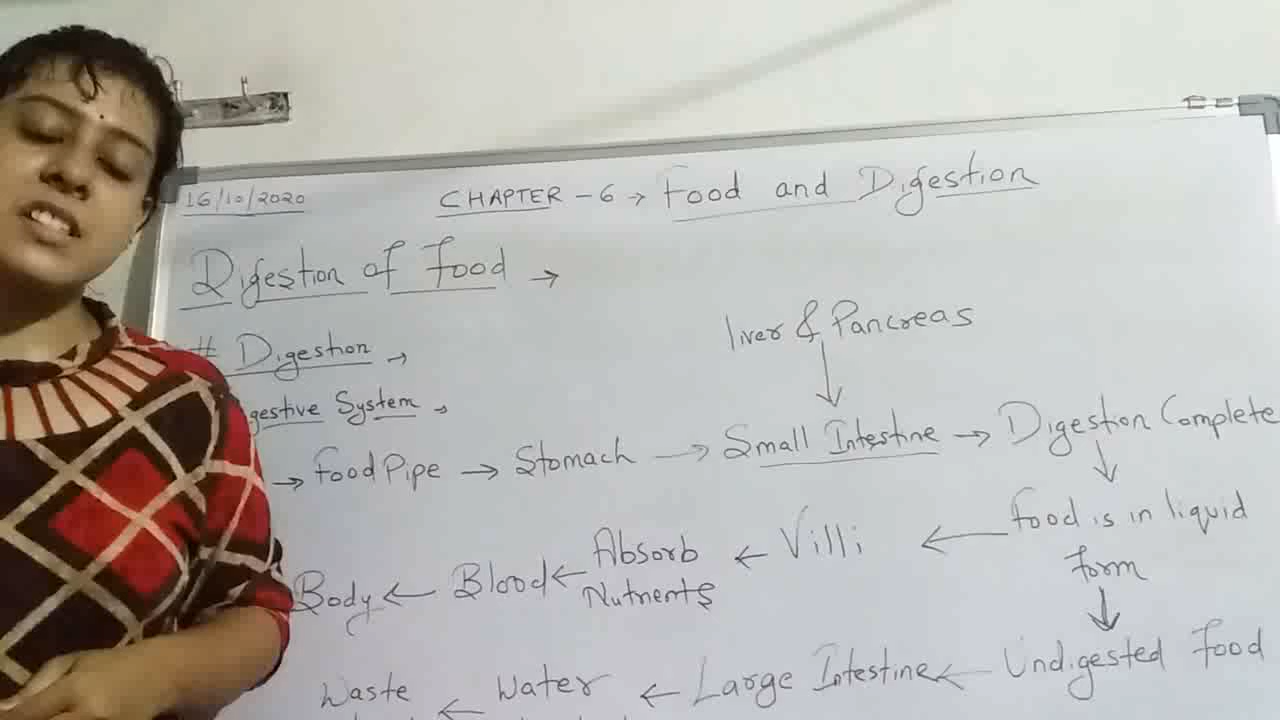 16/10/2020
CHAPTER - 6 → Food and Digestion
Digestion of food →
# Digestion →
liver & Pancreas
↓
gestive System →
→ Food Pipe → Stomach → Small Intestine → Digestion Complete
↓
Body ← Blood ← Absorb Nutrients ← Villi ← food is in liquid form
↓
Waste ← Water ← Large Intestine ← Undigested food